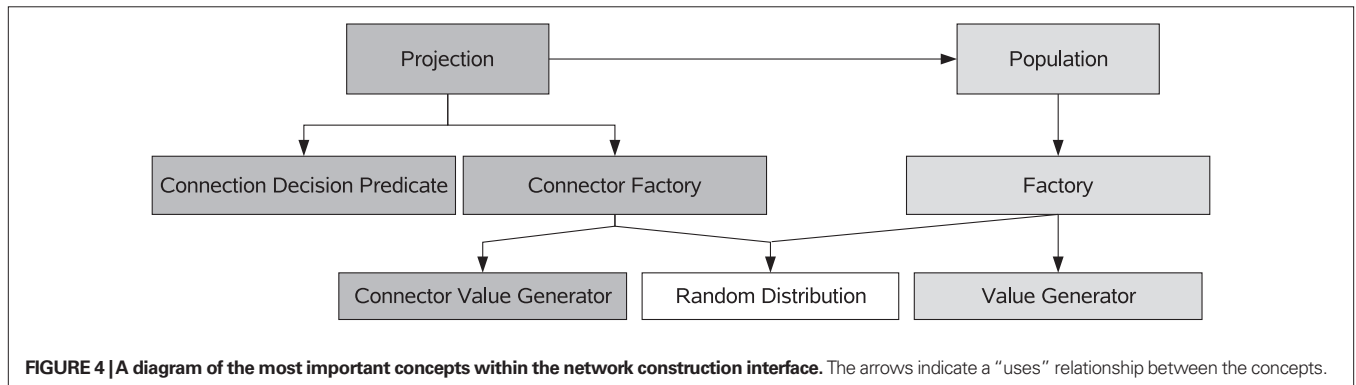 Projection
Population
Connection Decision Predicate
Connector Factory
Factory
Connector Value Generator
Random Distribution
Value Generator
FIGURE 4 | A diagram of the most important concepts within the network construction interface. The arrows indicate a “uses” relationship between the concepts.